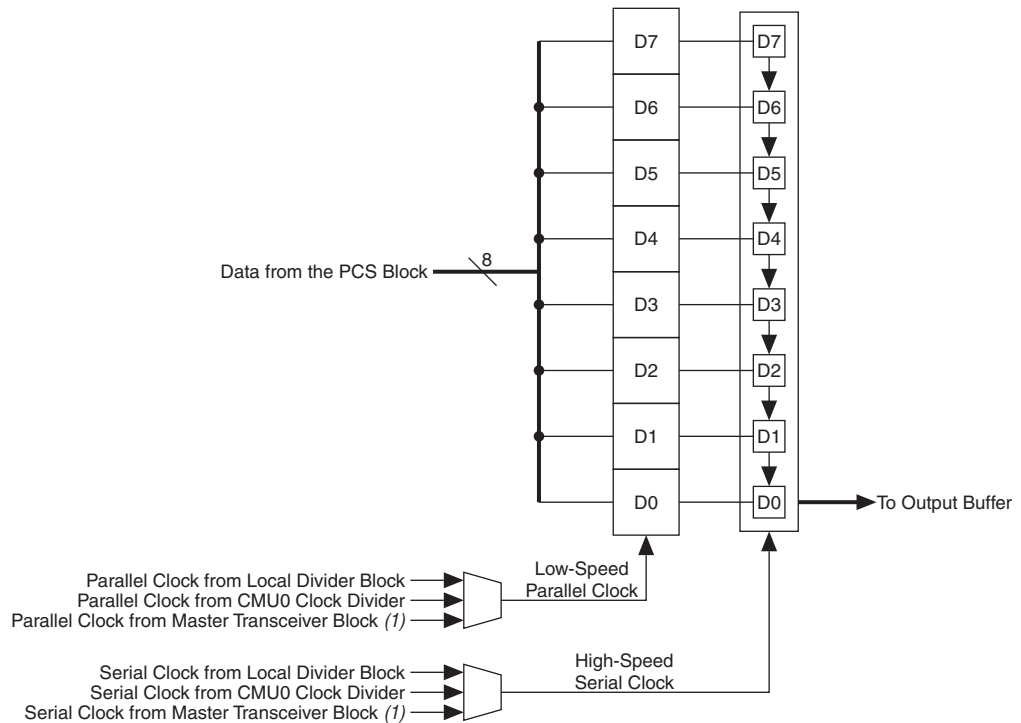 D7
D7
D6
D6
D5
D5
D4
D4
8
Data from the PCS Block
D3
D3
D2
D2
D1
D1
D0
D0
To Output Buffer
Low-Speed
Parallel Clock
Parallel Clock from Local Divider Block
Parallel Clock from CMU0 Clock Divider
Parallel Clock from Master Transceiver Block (1)
High-Speed
Serial Clock
Serial Clock from Local Divider Block
Serial Clock from CMU0 Clock Divider
Serial Clock from Master Transceiver Block (1)